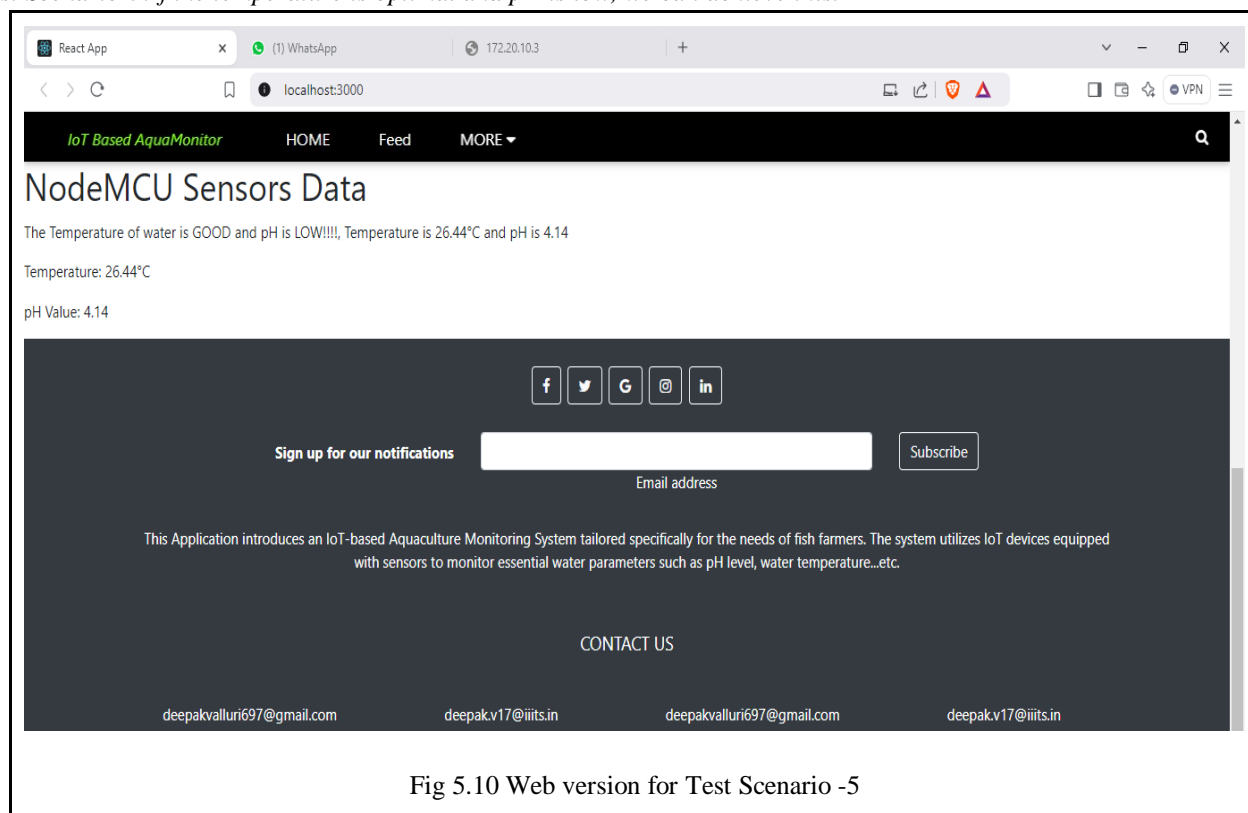 React App
(1) WhatsApp
172.20.10.3
localhost:3000
VPN
IoT Based AquaMonitor HOME Feed MORE
NodeMCU Sensors Data
The Temperature of water is GOOD and pH is LOW!!!!, Temperature is 26.44°C and pH is 4.14
Temperature: 26.44°C
pH Value: 4.14
Sign up for our notifications
Subscribe
Email address
This Application introduces an IoT-based Aquaculture Monitoring System tailored specifically for the needs of fish farmers. The system utilizes IoT devices equipped
with sensors to monitor essential water parameters such as pH level, water temperature...etc.
CONTACT US
deepakvalluri697@gmail.com deepak.v17@iiits.in deepakvalluri697@gmail.com deepak.v17@iiits.in
Fig 5.10 Web version for Test Scenario -5